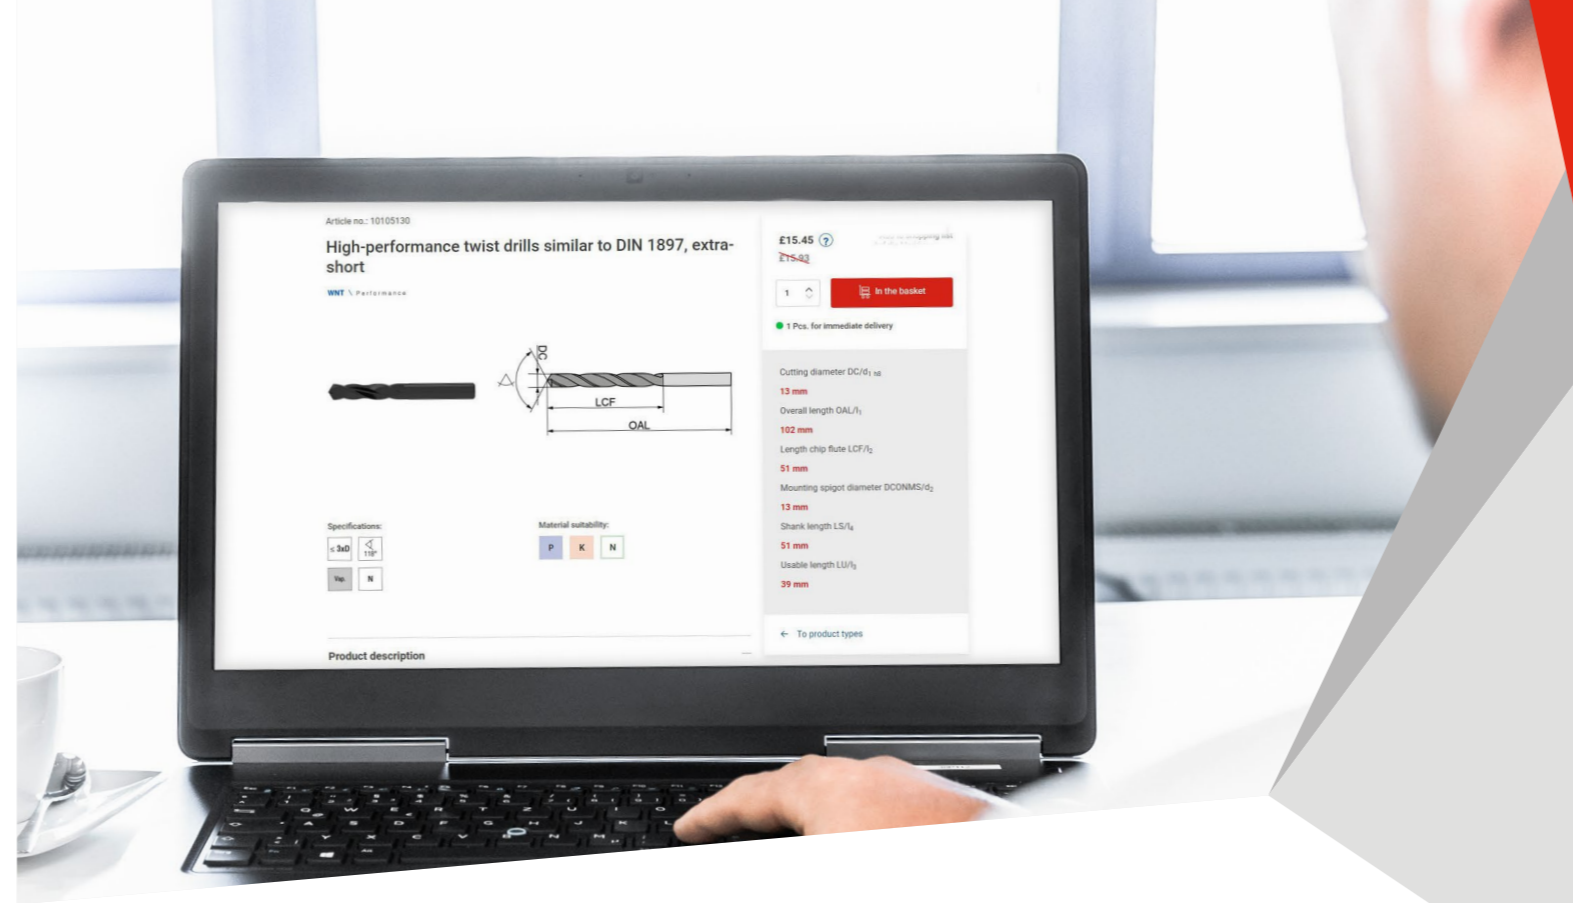 Article no.: 10105130
High-performance twist drills similar to DIN 1897, extra-
short
WNT \ Performance
DC
LCF
OAL
Specifications:
≤ 3xD
118°
Vap.
N
Material suitability:
P K N
£15.45 ?
£15.93
1
In the basket
1 Pcs. for immediate delivery
Cutting diameter DC/d1 h8
13 mm
Overall length OAL/l1
102 mm
Length chip flute LCF/l2
51 mm
Mounting spigot diameter DCONMS/d2
13 mm
Shank length LS/l4
51 mm
Usable length LU/l3
39 mm
← To product types
Product description